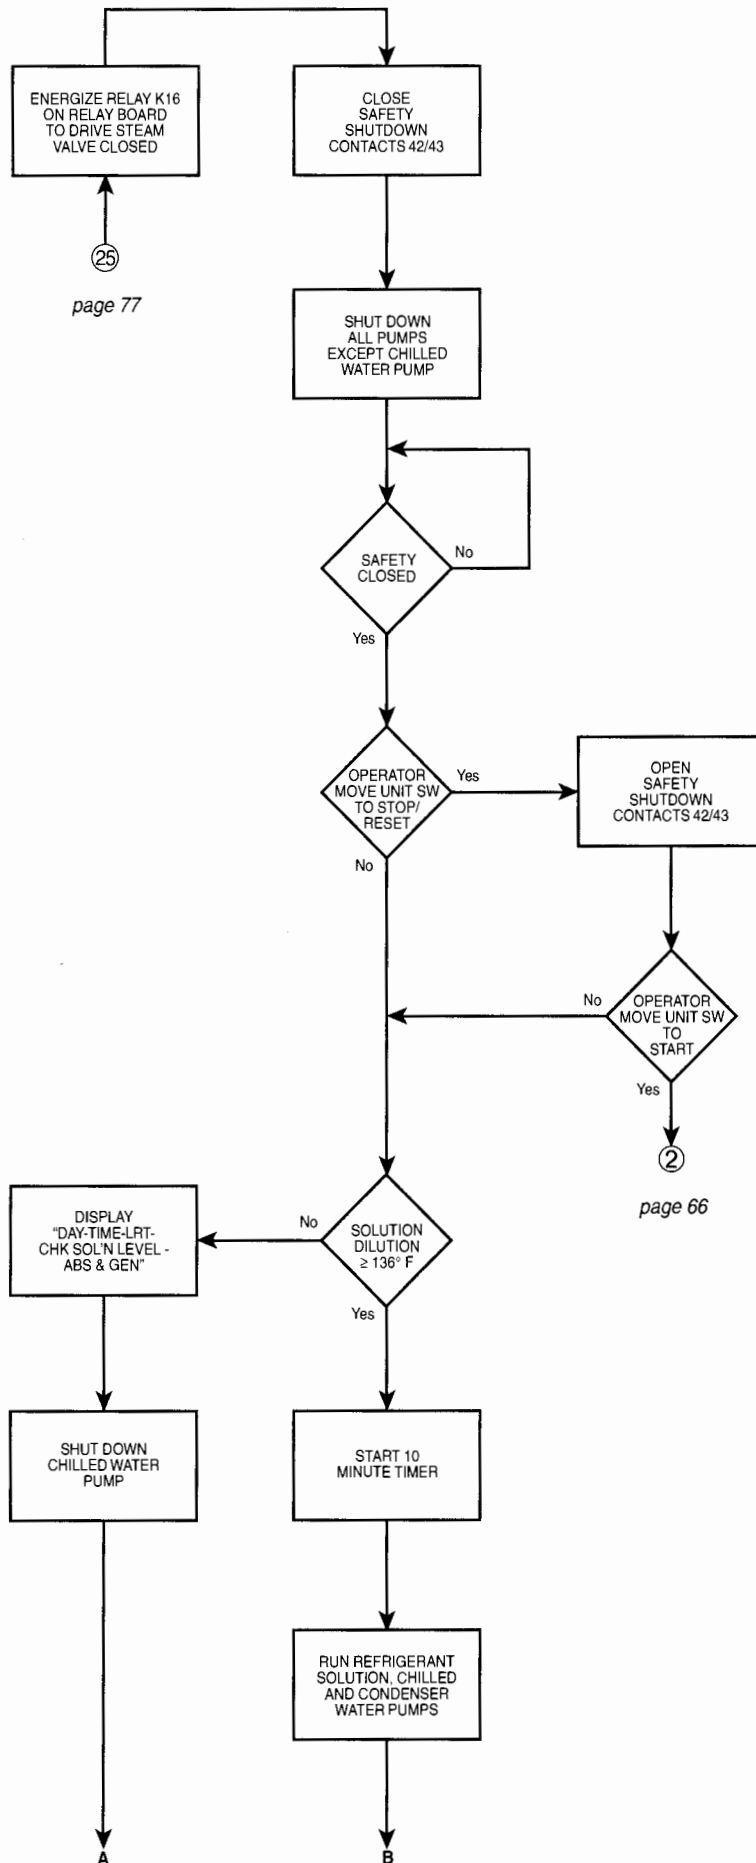 ENERGIZE RELAY K16
ON RELAY BOARD
TO DRIVE STEAM
VALVE CLOSED
25
page 77
CLOSE
SAFETY
SHUTDOWN
CONTACTS 42/43
SHUT DOWN
ALL PUMPS
EXCEPT CHILLED
WATER PUMP
SAFETY
CLOSED
No
Yes
OPERATOR
MOVE UNIT SW
TO STOP/
RESET
Yes
No
OPEN
SAFETY
SHUTDOWN
CONTACTS 42/43
OPERATOR
MOVE UNIT SW
TO
START
No
Yes
2
page 66
SOLUTION
DILUTION
≥ 136° F
No
Yes
DISPLAY
"DAY-TIME-LRT-
CHK SOL'N LEVEL -
ABS & GEN"
SHUT DOWN
CHILLED WATER
PUMP
A
START 10
MINUTE TIMER
RUN REFRIGERANT
SOLUTION, CHILLED
AND CONDENSER
WATER PUMPS
B